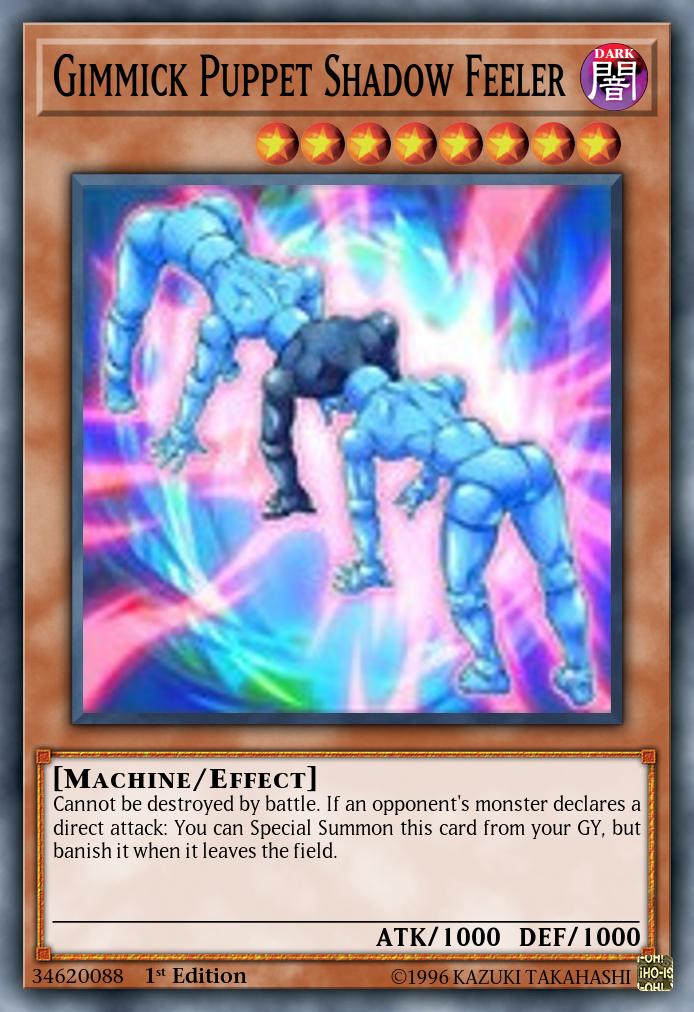 GIMMICK PUPPET SHADOW FEELER
DARK
闇
[MACHINE/EFFECT]
Cannot be destroyed by battle. If an opponent's monster declares a
direct attack: You can Special Summon this card from your GY, but
banish it when it leaves the field.
ATK/1000 DEF/1000
34620088 1st Edition ©1996 KAZUKI TAKAHASHI